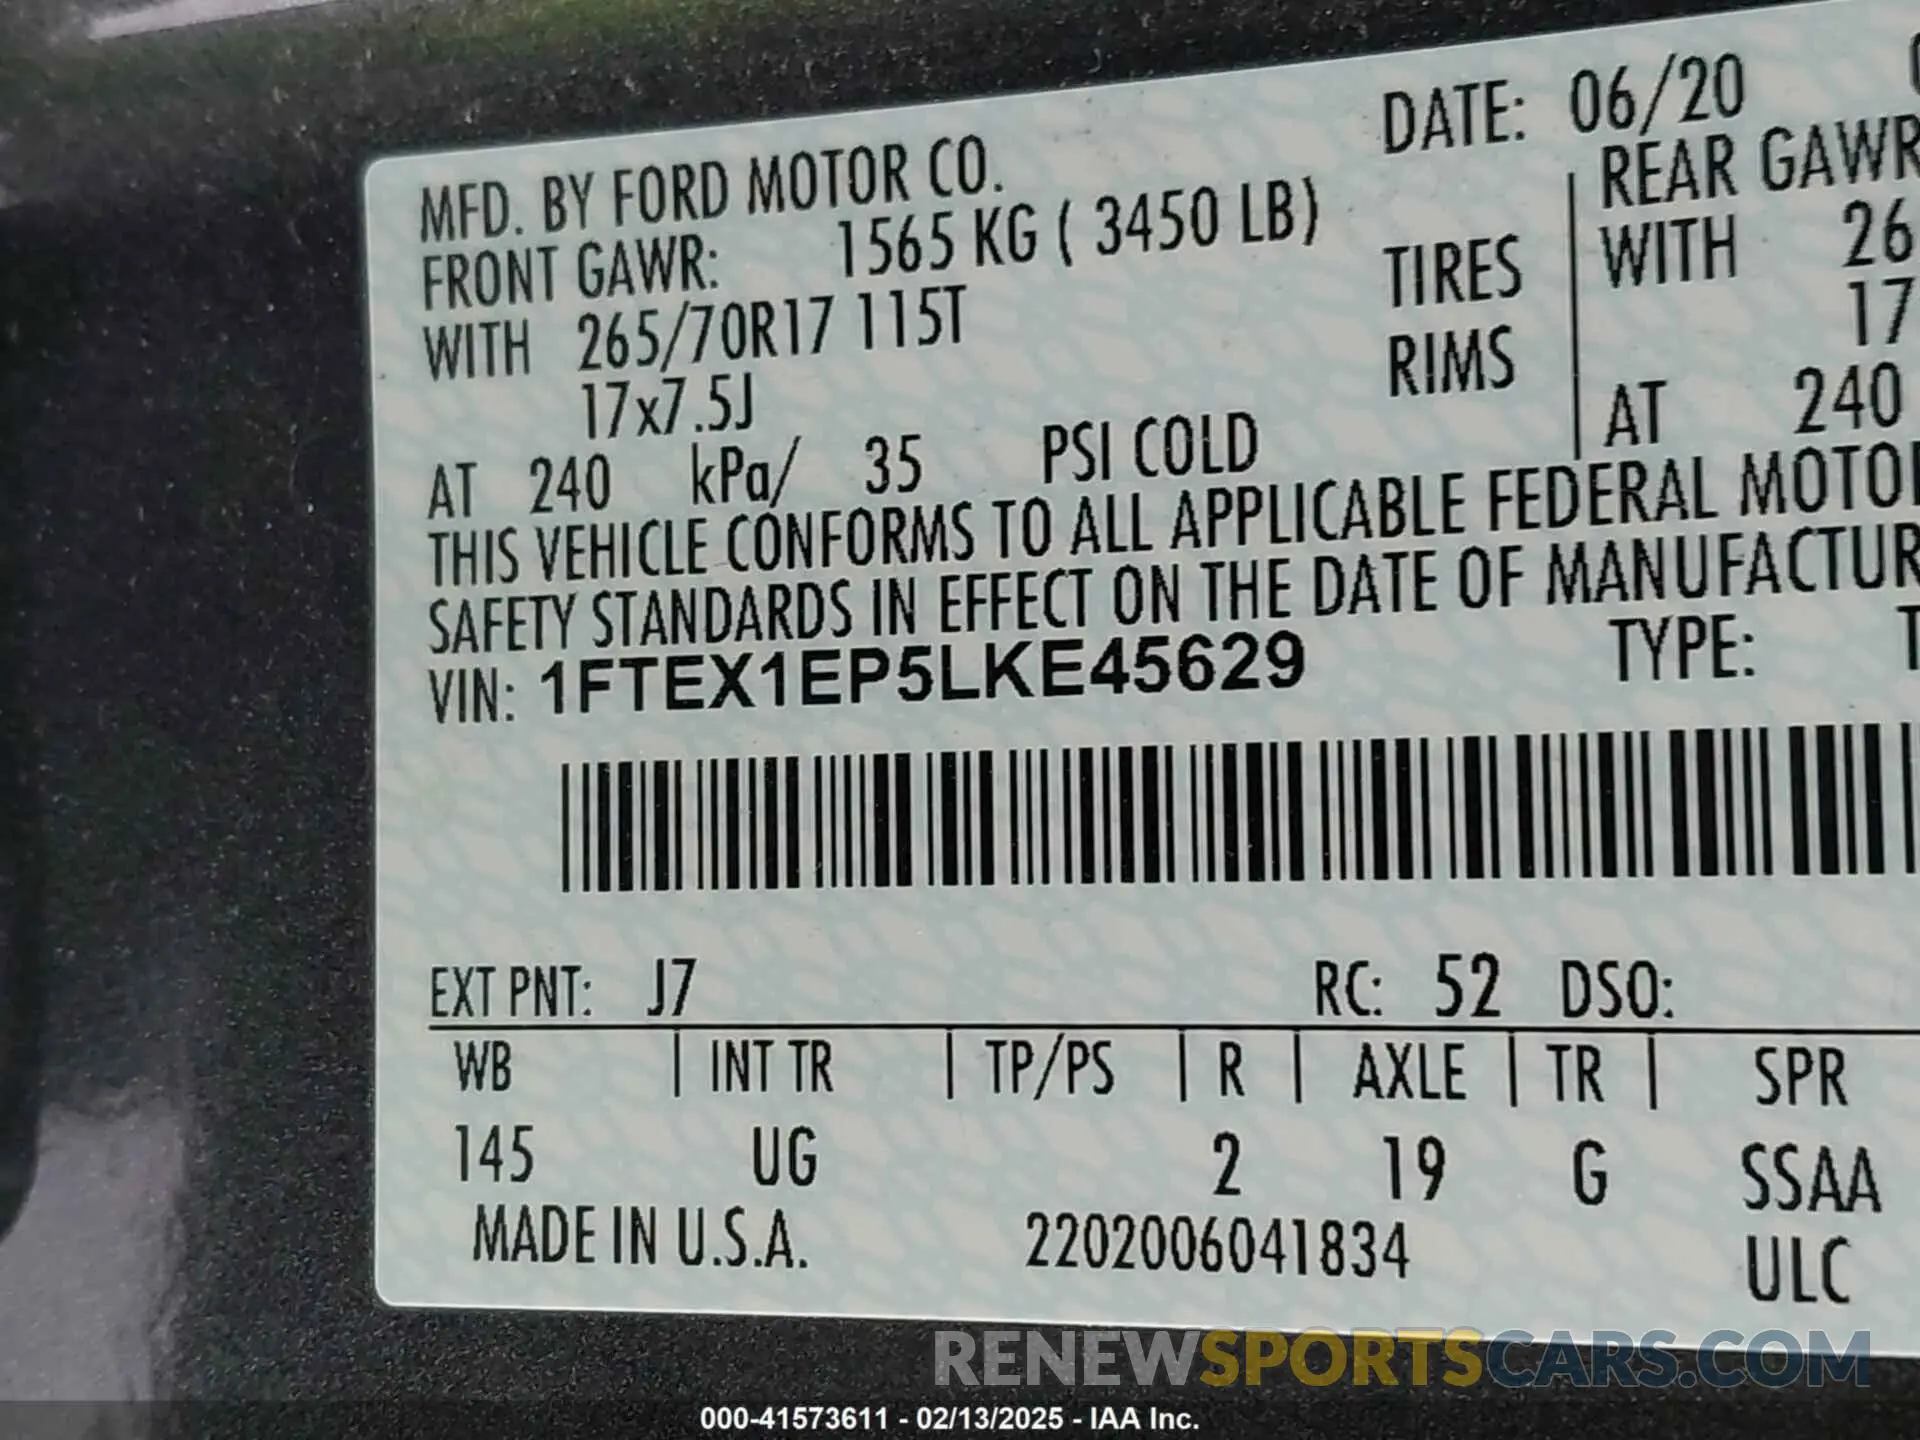 DATE: 06/20
MFD. BY FORD MOTOR CO.
FRONT GAWR: 1565 KG ( 3450 LB) REAR GAWR
WITH 265/70R17 115T TIRES WITH 26
17x7.5J RIMS 17
AT 240 kPa/ 35 PSI COLD AT 240
THIS VEHICLE CONFORMS TO ALL APPLICABLE FEDERAL MOTO
SAFETY STANDARDS IN EFFECT ON THE DATE OF MANUFACTUR
VIN: 1FTEX1EP5LKE45629 TYPE: T
EXT PNT: J7 RC: 52 DSO:
WB | INT TR | TP/PS | R | AXLE | TR | SPR
145 UG 2 19 G SSAA
MADE IN U.S.A. 2202006041834 ULC
RENEWSPORTSCARS.COM
000-41573611 - 02/13/2025 - IAA Inc.